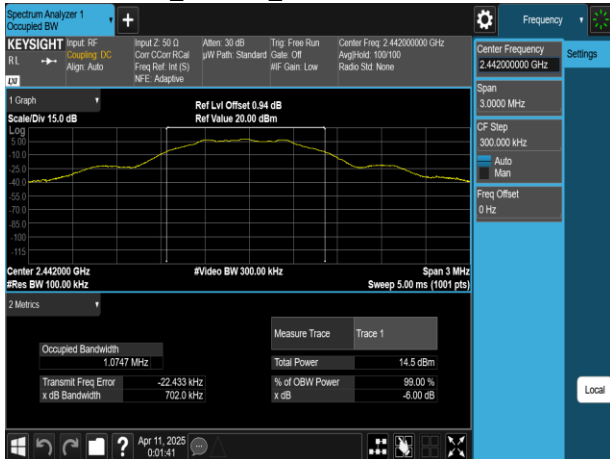 Spectrum Analyzer 1
Occupied BW
Frequency
KEYSIGHT
RL
LXI
Input: RF
Coupling: DC
Align: Auto
Input Z: 50 Ω
Corr CCorr RCal
Freq Ref: Int (S)
NFE: Adaptive
Atten: 30 dB
µW Path: Standard
Trig: Free Run
Gate: Off
#IF Gain: Low
Center Freq: 2.442000000 GHz
Avg|Hold: 100/100
Radio Std: None
Center Frequency
2.442000000 GHz
Settings
Span
3.0000 MHz
CF Step
300.000 kHz
Auto
Man
Freq Offset
0 Hz
Local
1 Graph
Scale/Div 15.0 dB
Ref Lvl Offset 0.94 dB
Ref Value 20.00 dBm
Log
5.00
-10.0
-25.0
-40.0
-55.0
-70.0
-85.0
-100
-115
Center 2.442000 GHz
#Video BW 300.00 kHz
Span 3 MHz
#Res BW 100.00 kHz
Sweep 5.00 ms (1001 pts)
2 Metrics
Measure Trace
Trace 1
Occupied Bandwidth
1.0747 MHz
Total Power
14.5 dBm
Transmit Freq Error
-22.433 kHz
% of OBW Power
99.00 %
x dB Bandwidth
702.0 kHz
x dB
-6.00 dB
?
Apr 11, 2025
0:01:41